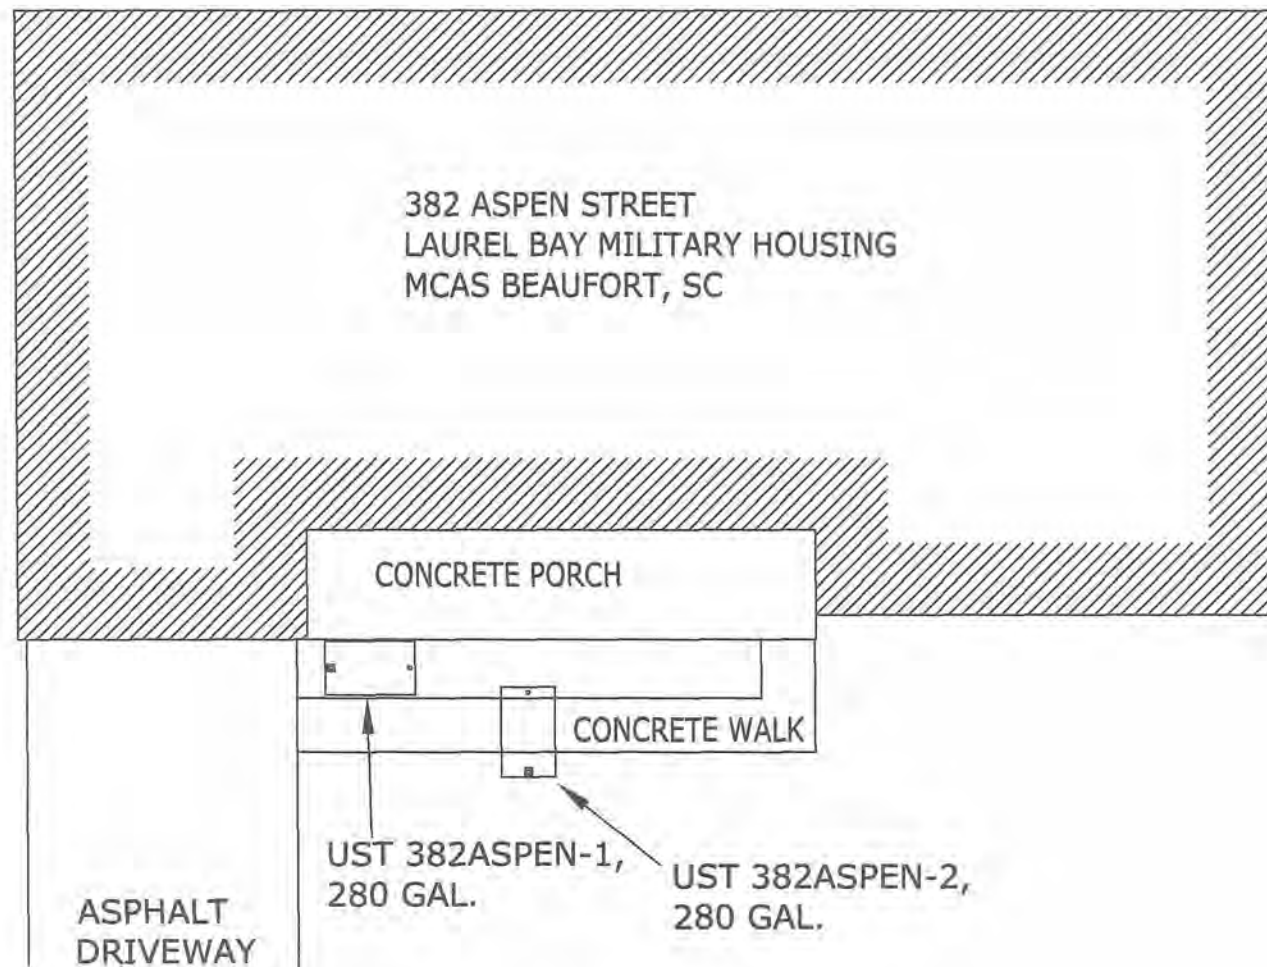 382 ASPEN STREET
LAUREL BAY MILITARY HOUSING
MCAS BEAUFORT, SC
CONCRETE PORCH
CONCRETE WALK
UST 382ASPEN-1,
280 GAL.
UST 382ASPEN-2,
280 GAL.
ASPHALT
DRIVEWAY